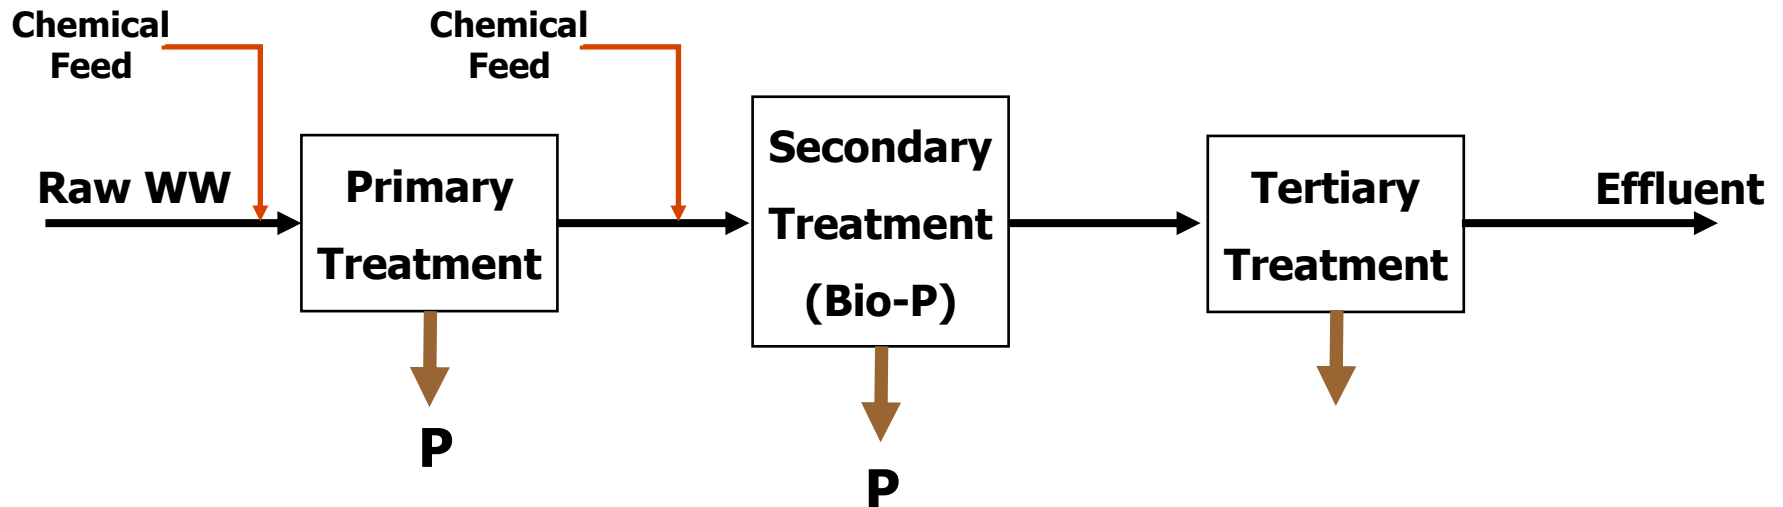 Chemical
Feed
Chemical
Feed
Raw WW
Primary
Treatment
Secondary
Treatment
(Bio-P)
Tertiary
Treatment
Effluent
P
P